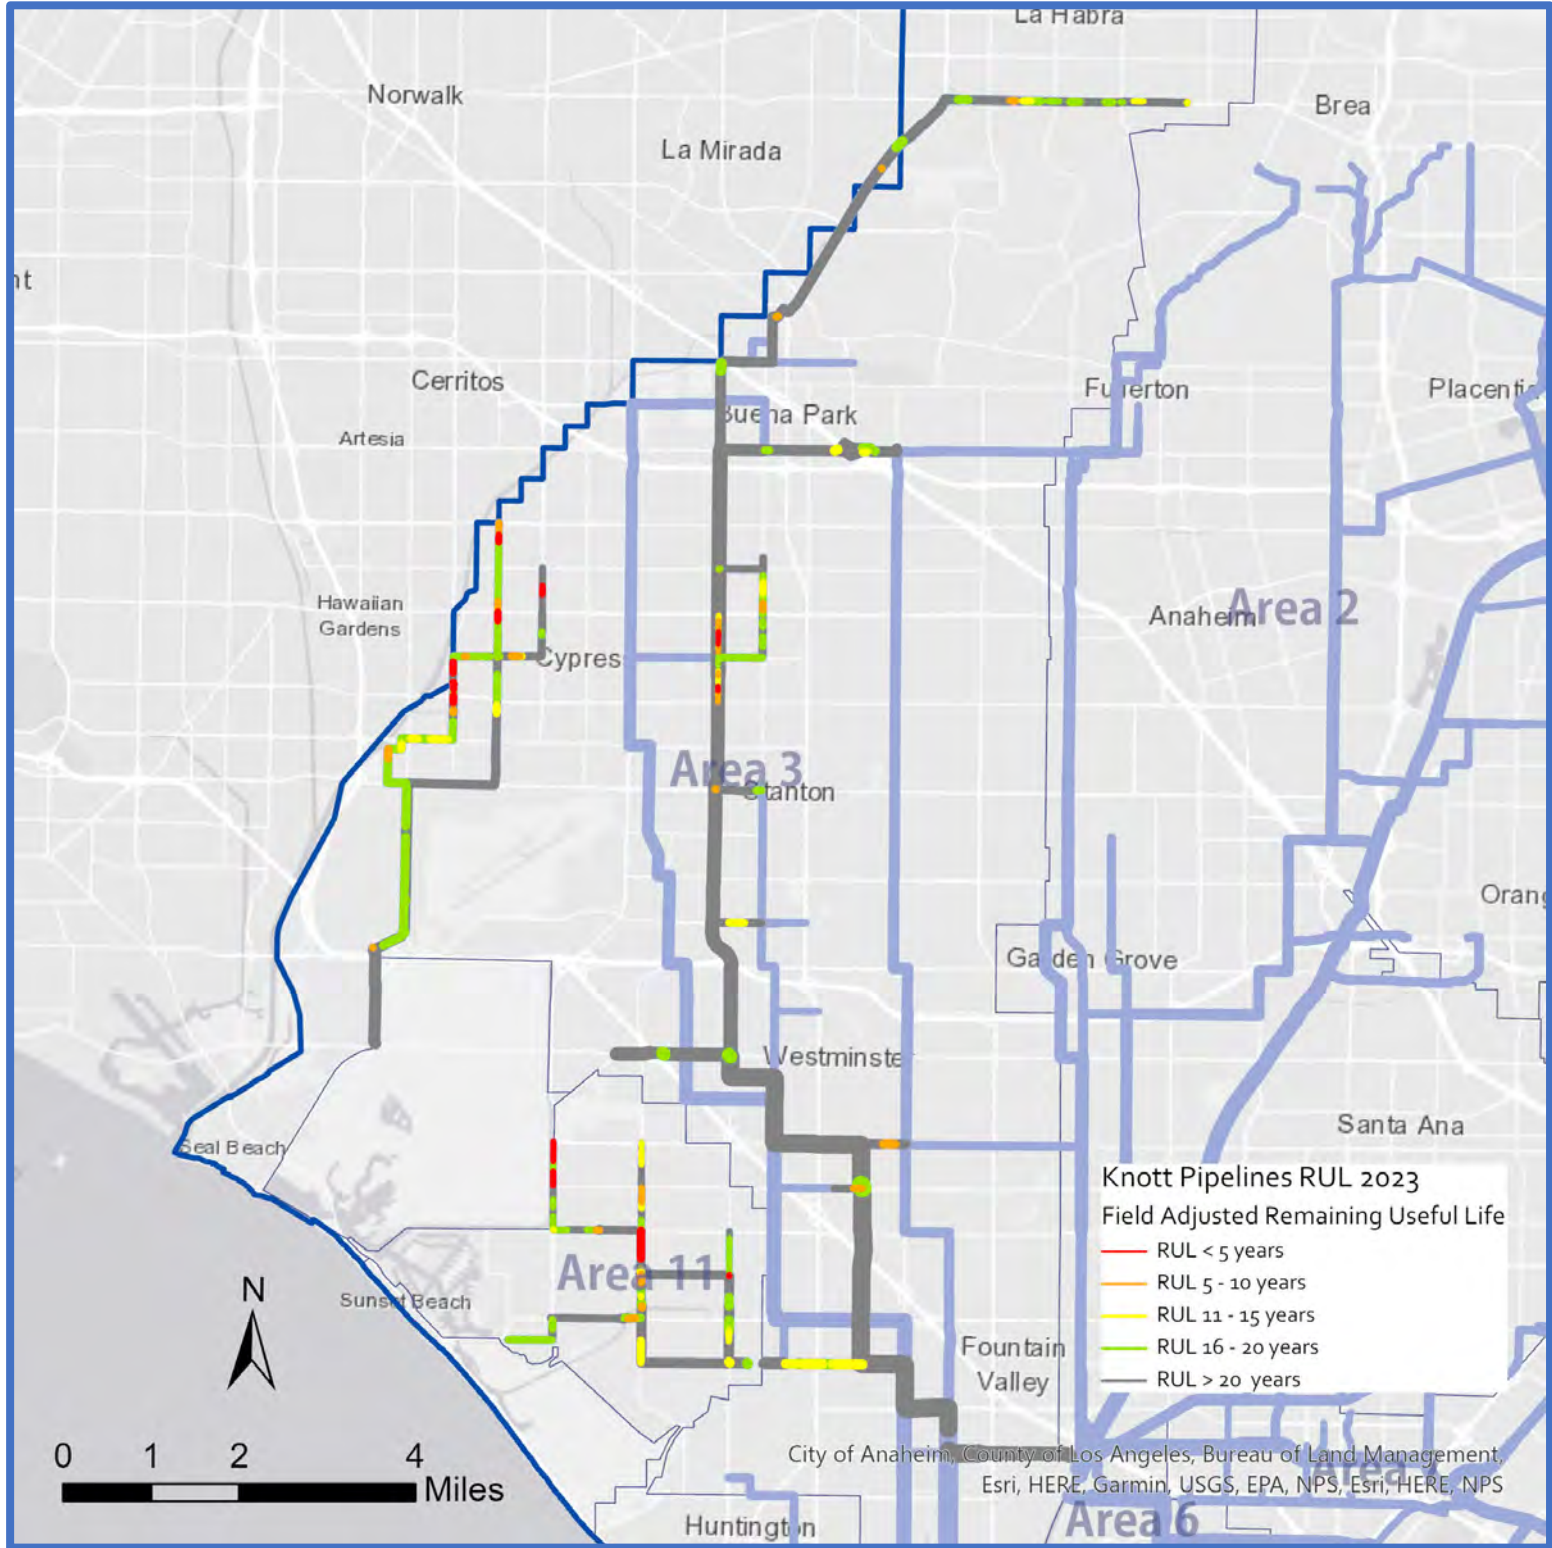 La Habra
Norwalk
Brea
La Mirada
nt
Cerritos
Fullerton
Placentia
Buena Park
Artesia
Hawaiian
Gardens
Anaheim
Area 2
Cypres
Area 3
Stanton
Orang
Garden Grove
Westminste
Santa Ana
Seal Beach
Knott Pipelines RUL 2023
Field Adjusted Remaining Useful Life
RUL < 5 years
RUL 5 - 10 years
RUL 11 - 15 years
RUL 16 - 20 years
RUL > 20 years
Area 11
N
Sunset Beach
Fountain
Valley
0 1 2 4
Miles
City of Anaheim, County of Los Angeles, Bureau of Land Management,
Esri, HERE, Garmin, USGS, EPA, NPS, Esri, HERE, NPS
Area 6
Huntington